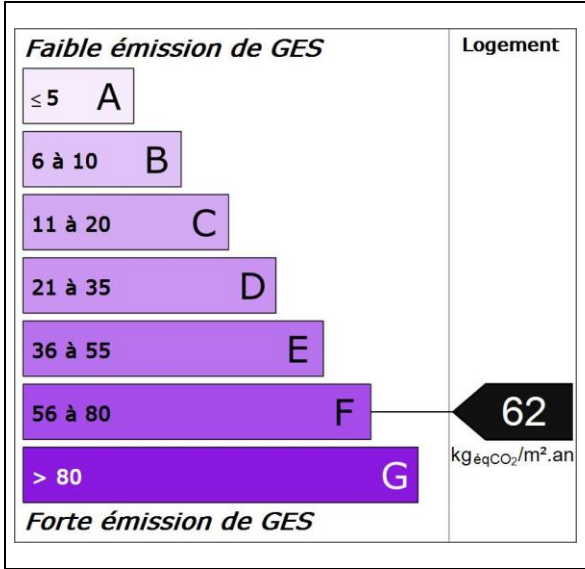 Faible émission de GES
Logement
≤ 5 A
6 à 10 B
11 à 20 C
21 à 35 D
36 à 55 E
56 à 80 F
62
kgéqCO₂/m².an
> 80 G
Forte émission de GES